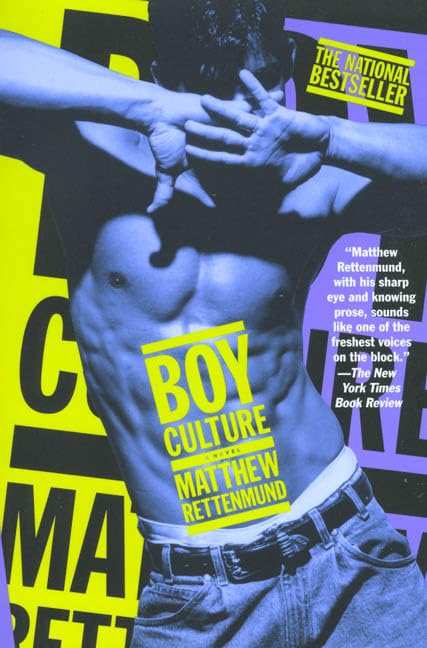 THE NATIONAL
BESTSELLER
“Matthew
Rettenmund,
with his sharp
eye and knowing
prose, sounds
like one of the
freshest voices
on the block.”
—The New
York Times
Book Review
BOY
CULTURE
A NOVEL
MATTHEW
RETTENMUND